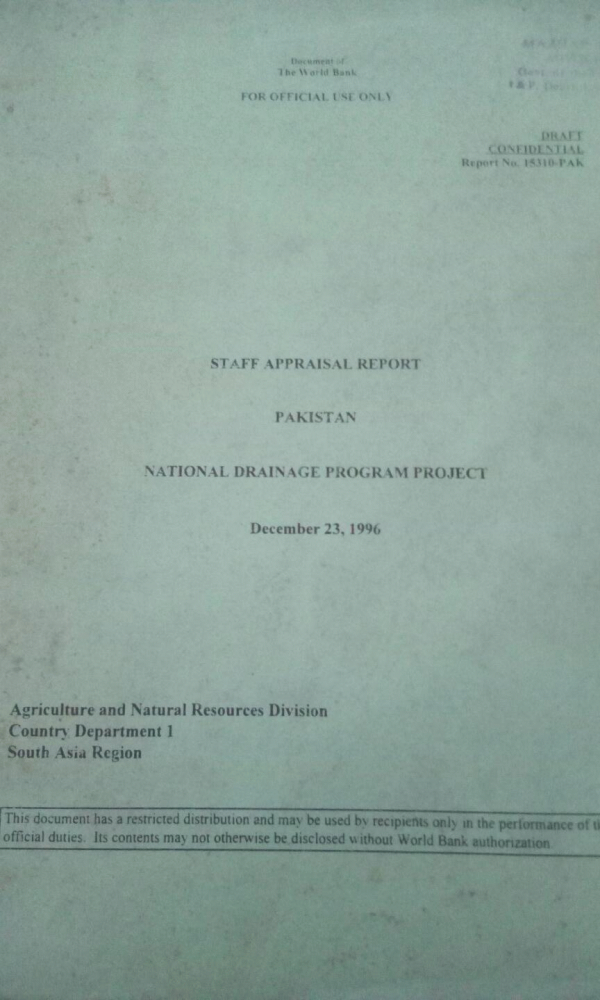 Document of
The World Bank
FOR OFFICIAL USE ONLY
DRAFT
CONFIDENTIAL
Report No. 15310-PAK
STAFF APPRAISAL REPORT
PAKISTAN
NATIONAL DRAINAGE PROGRAM PROJECT
December 23, 1996
Agriculture and Natural Resources Division
Country Department 1
South Asia Region
This document has a restricted distribution and may be used by recipients only in the performance of
official duties. Its contents may not otherwise be disclosed without World Bank authorization